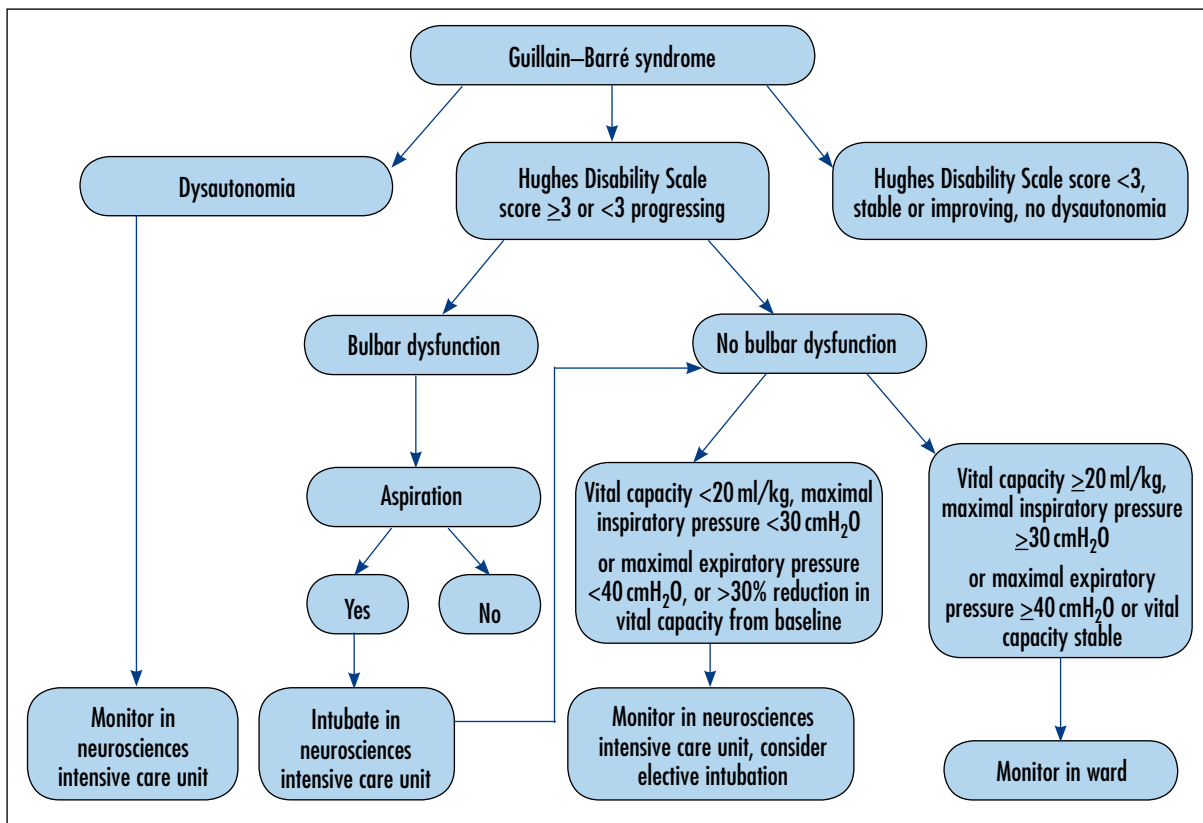 Guillain–Barré syndrome
Dysautonomia
Hughes Disability Scale
score ≥3 or <3 progressing
Hughes Disability Scale score <3,
stable or improving, no dysautonomia
Bulbar dysfunction
No bulbar dysfunction
Aspiration
Yes
No
Vital capacity <20 ml/kg, maximal
inspiratory pressure <30 cmH₂O
or maximal expiratory pressure
<40 cmH₂O, or >30% reduction in
vital capacity from baseline
Vital capacity ≥20 ml/kg,
maximal inspiratory pressure
≥30 cmH₂O
or maximal expiratory
pressure ≥40 cmH₂O or vital
capacity stable
Monitor in
neurosciences
intensive care unit
Intubate in
neurosciences
intensive care unit
Monitor in neurosciences
intensive care unit, consider
elective intubation
Monitor in ward